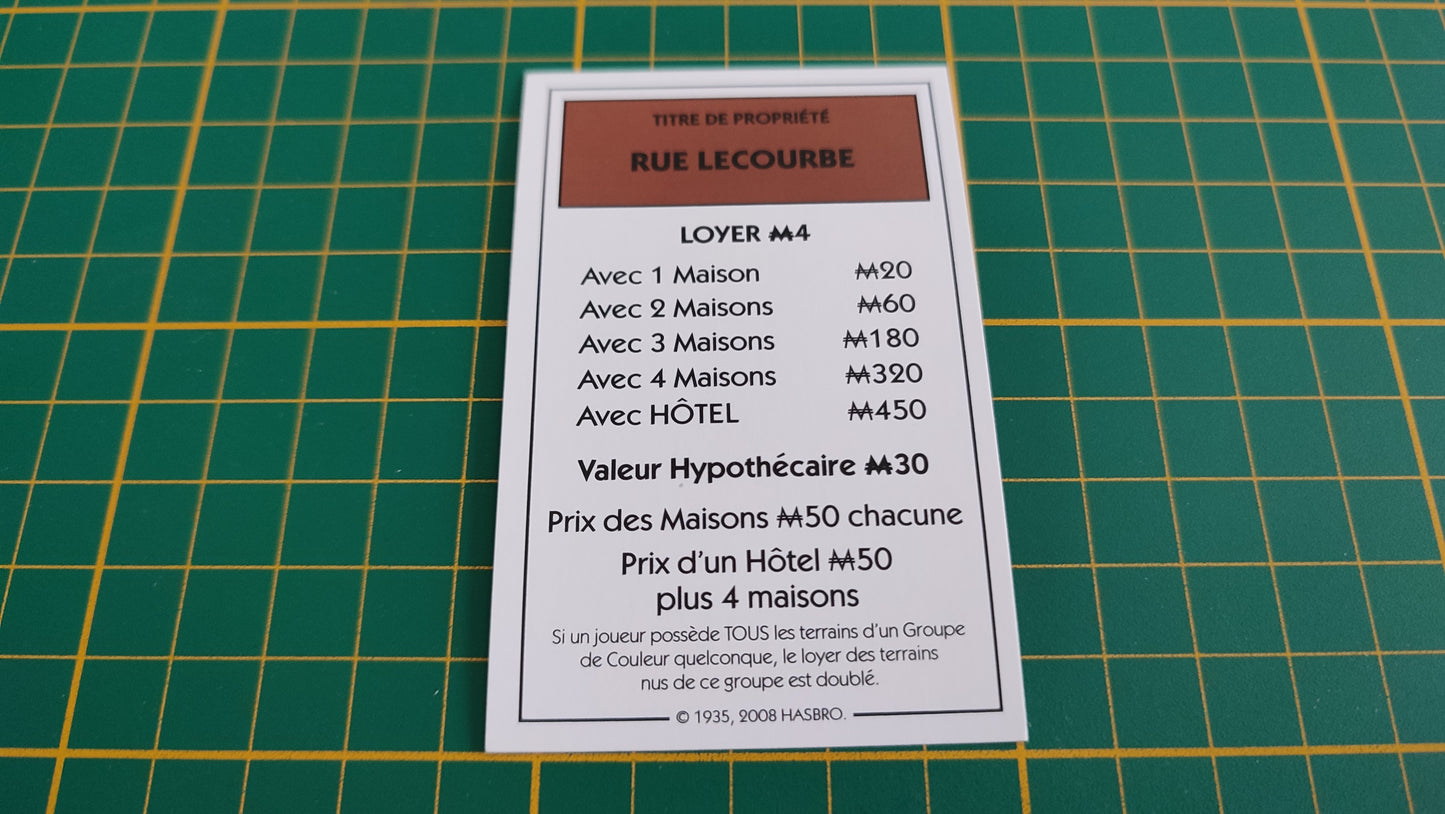 TITRE DE PROPRIÉTÉ
RUE LECOURBE
LOYER ₩4
Avec 1 Maison ₩20
Avec 2 Maisons ₩60
Avec 3 Maisons ₩180
Avec 4 Maisons ₩320
Avec HÔTEL ₩450
Valeur Hypothécaire ₩30
Prix des Maisons ₩50 chacune
Prix d’un Hôtel ₩50
plus 4 maisons
Si un joueur possède TOUS les terrains d’un Groupe
de Couleur quelconque, le loyer des terrains
nus de ce groupe est doublé.
© 1935, 2008 HASBRO.